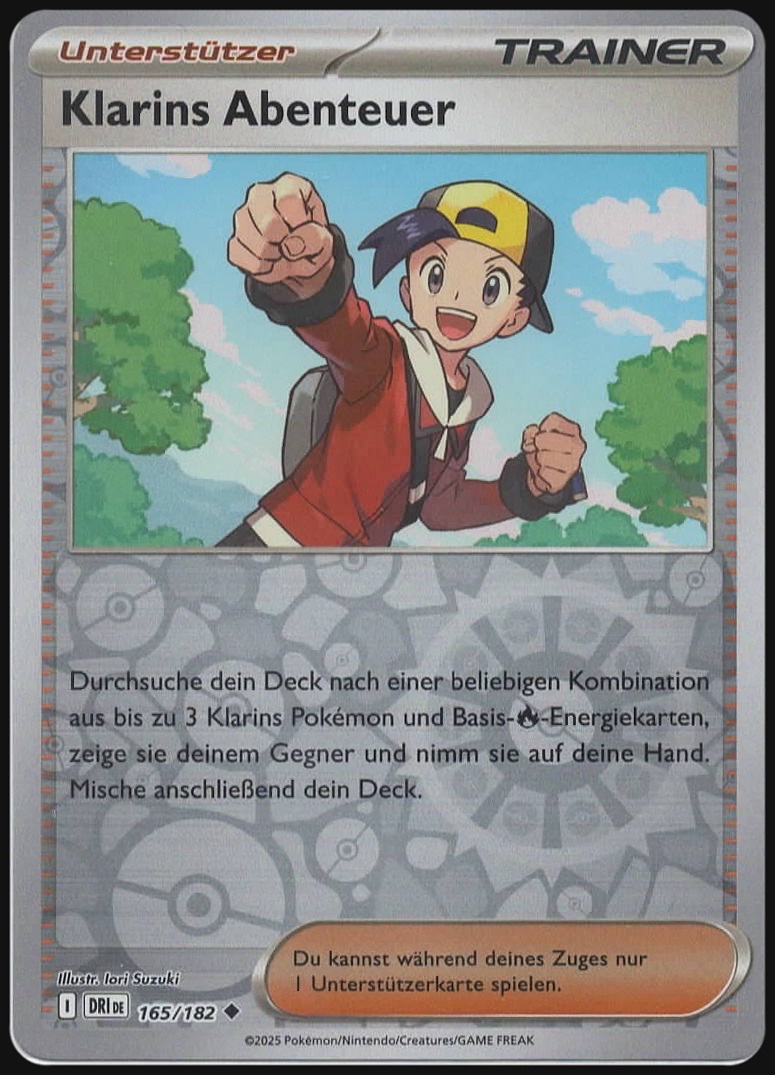 Unterstützer
TRAINER
Klarins Abenteuer
Durchsuche dein Deck nach einer beliebigen Kombination
aus bis zu 3 Klarins Pokémon und Basis-🔥-Energiekarten,
zeige sie deinem Gegner und nimm sie auf deine Hand.
Mische anschließend dein Deck.
Du kannst während deines Zuges nur
1 Unterstützerkarte spielen.
Illustr. Iori Suzuki
I DRI DE 165/182 ◆
©2025 Pokémon/Nintendo/Creatures/GAME FREAK